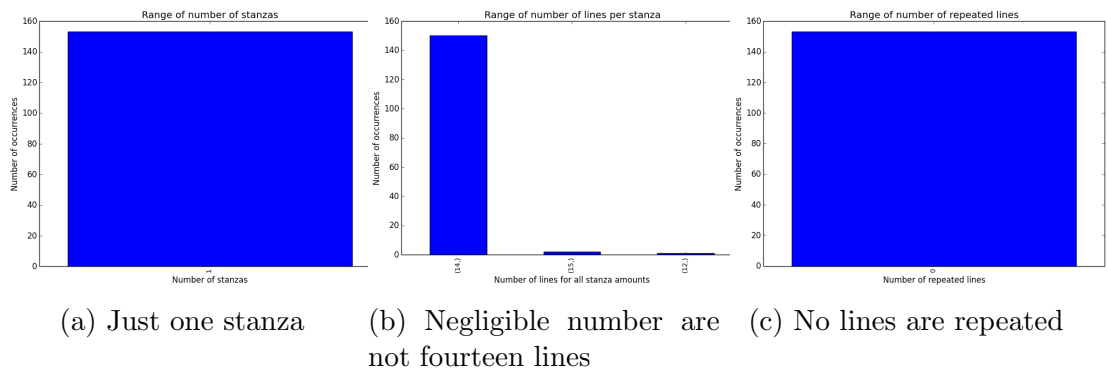 Range of number of stanzas
160
140
120
100
80
60
40
20
0
Number of occurrences
1
Number of stanzas
Range of number of lines per stanza
160
140
120
100
80
60
40
20
0
Number of occurrences
(14,)
(15,)
(12,)
Number of lines for all stanza amounts
Range of number of repeated lines
160
140
120
100
80
60
40
20
0
Number of occurrences
0
Number of repeated lines
(a) Just one stanza
(b) Negligible number are
not fourteen lines
(c) No lines are repeated